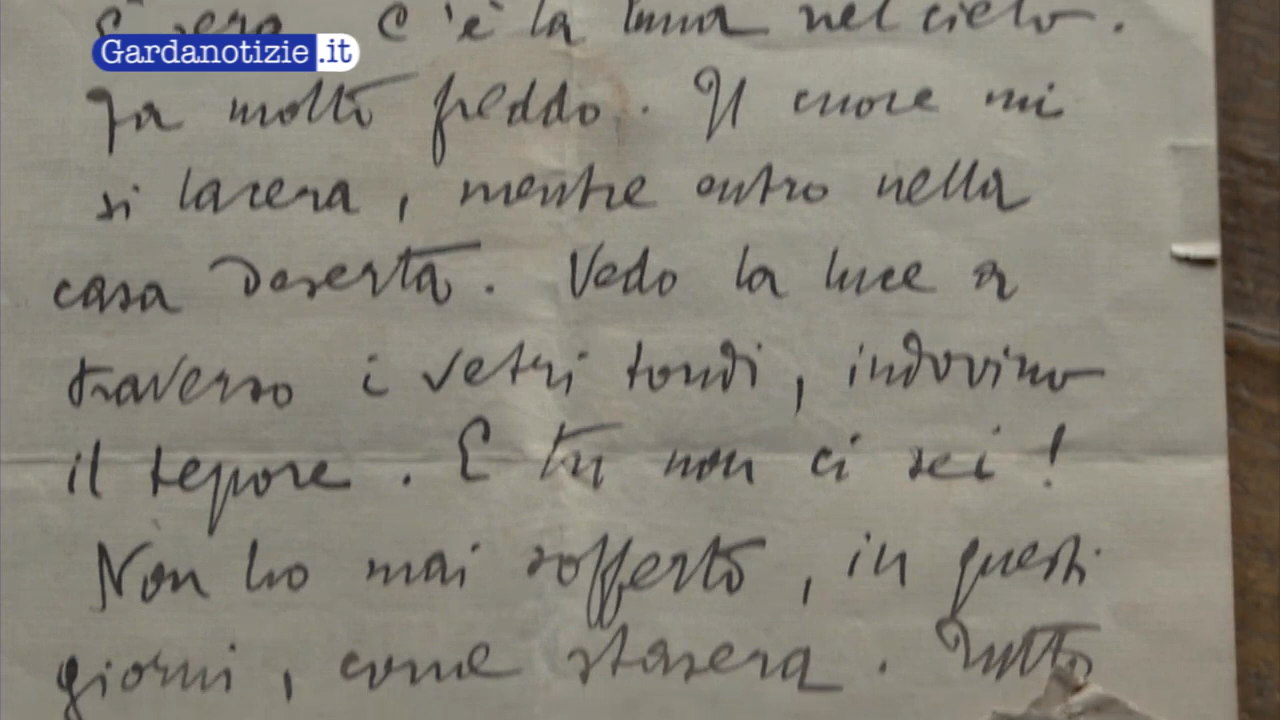 È sera. C'è la luna nel cielo.
Gardanotizie.it
Fa molto freddo. Il cuore mi
si lacera, mentre entro nella
casa deserta. Vedo la luce a
traverso i vetri tondi, indovino
il tepore. E tu non ci sei!
Non ho mai sofferto, in questi
giorni, come stasera. Tutto